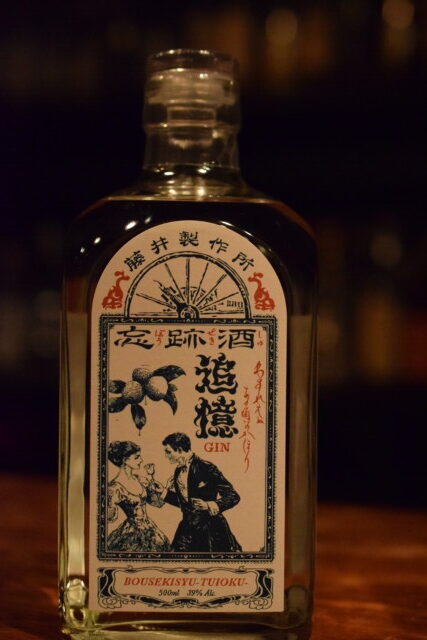 藤井製作所
忘跡酒
ぼう せき しゅ
追憶
GIN
BOUSEKISYU-TUIOKU-
500ml 39% Alc.